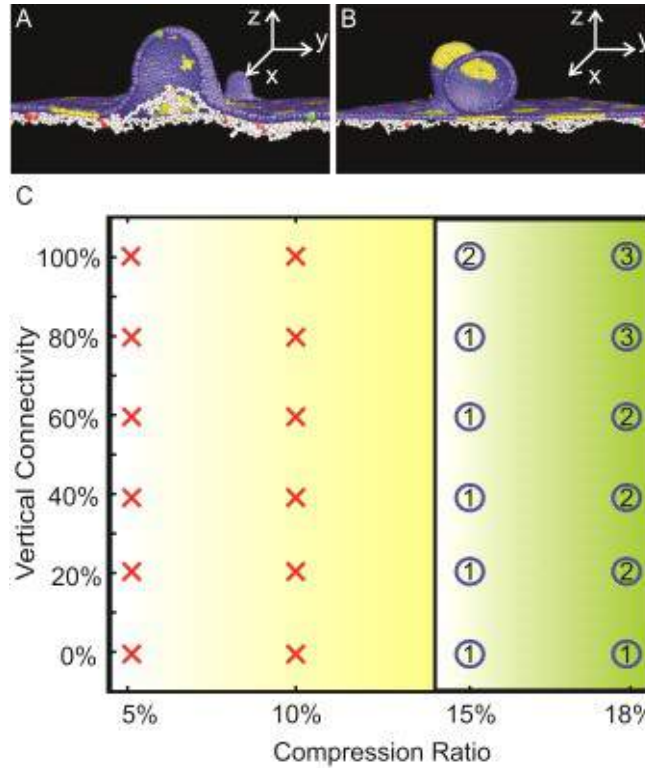 A
z
y
x
B
z
y
x
C
Vertical Connectivity
100% 2 3
80% 1 3
60% 1 2
40% 1 2
20% 1 2
0% 1 1
5% 10% 15% 18%
Compression Ratio